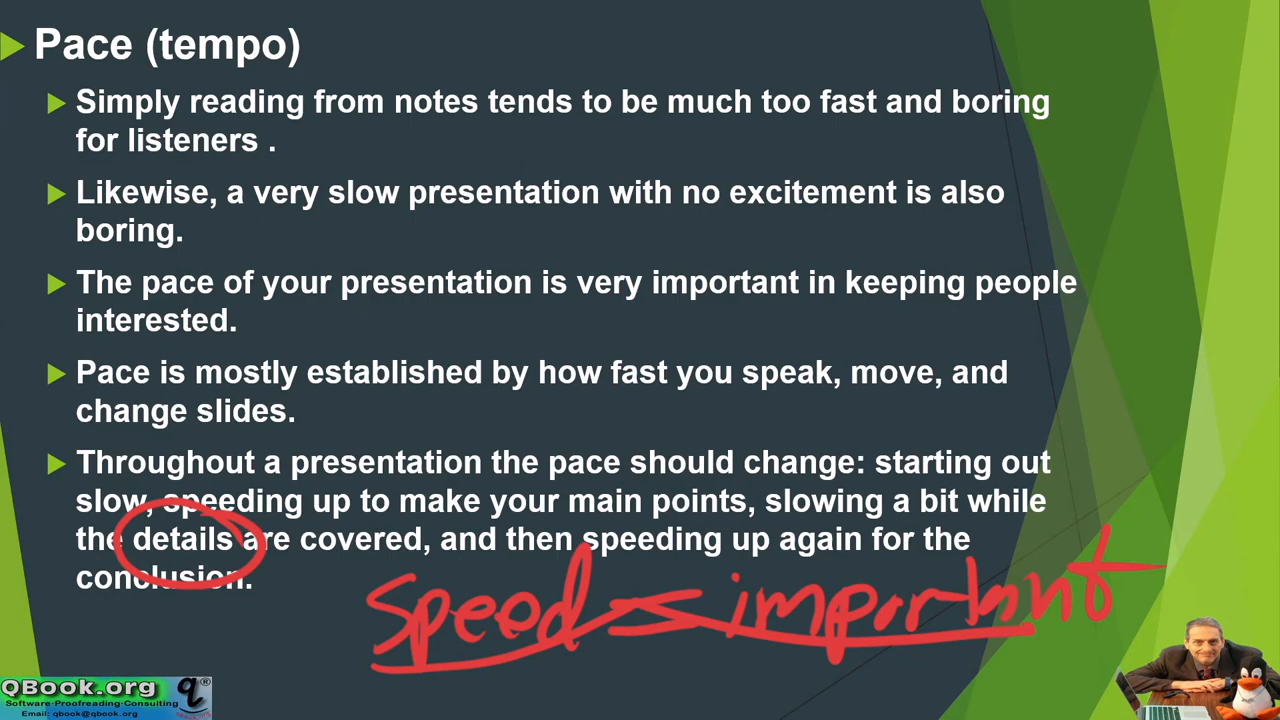 Pace (tempo)
Simply reading from notes tends to be much too fast and boring
for listeners .
Likewise, a very slow presentation with no excitement is also
boring.
The pace of your presentation is very important in keeping people
interested.
Pace is mostly established by how fast you speak, move, and
change slides.
Throughout a presentation the pace should change: starting out
slow, speeding up to make your main points, slowing a bit while
the details are covered, and then speeding up again for the
conclusion.
speed = important
QBook.org q®
Software·Proofreading·Consulting
Email: qbook@qbook.org